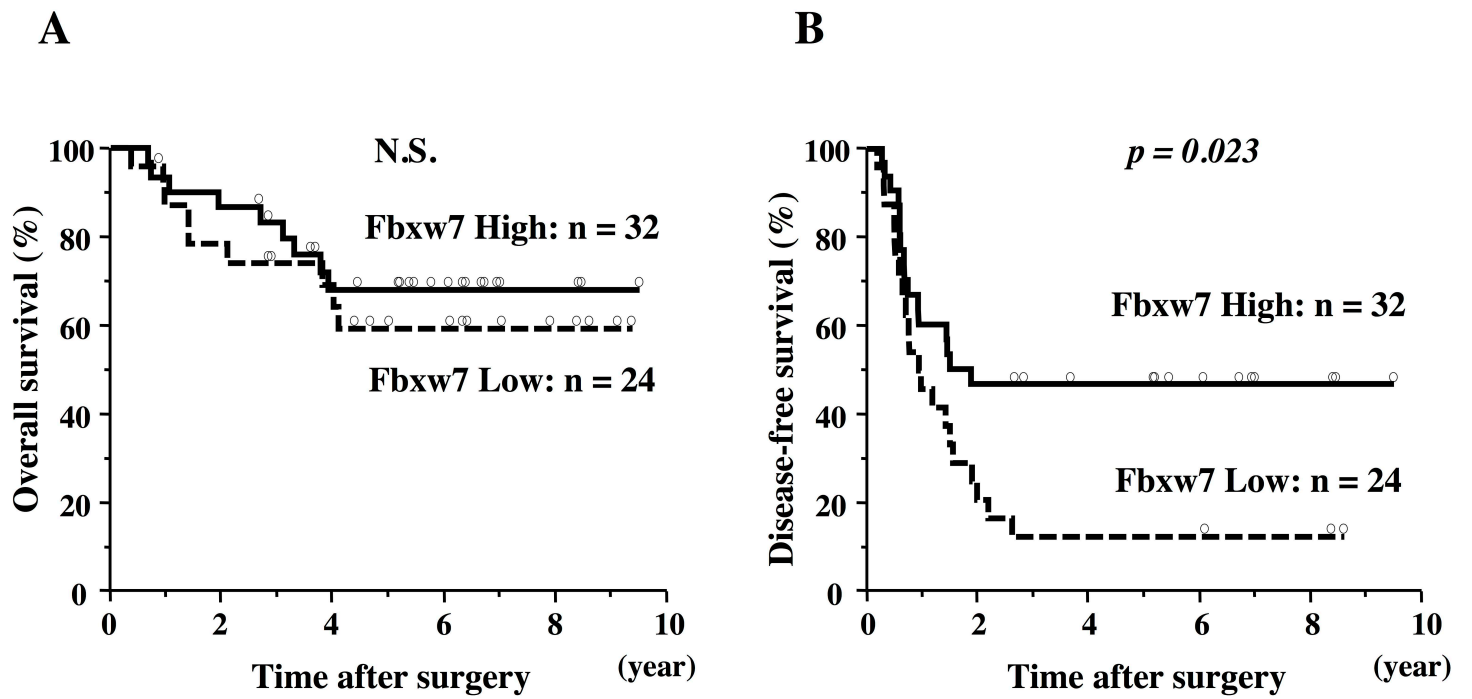 A
N.S.
Fbxw7 High: n = 32
Fbxw7 Low: n = 24
Overall survival (%)
100
80
60
40
20
0
0 2 4 6 8 10
Time after surgery (year)
B
p = 0.023
Fbxw7 High: n = 32
Fbxw7 Low: n = 24
Disease-free survival (%)
100
80
60
40
20
0
0 2 4 6 8 10
Time after surgery (year)